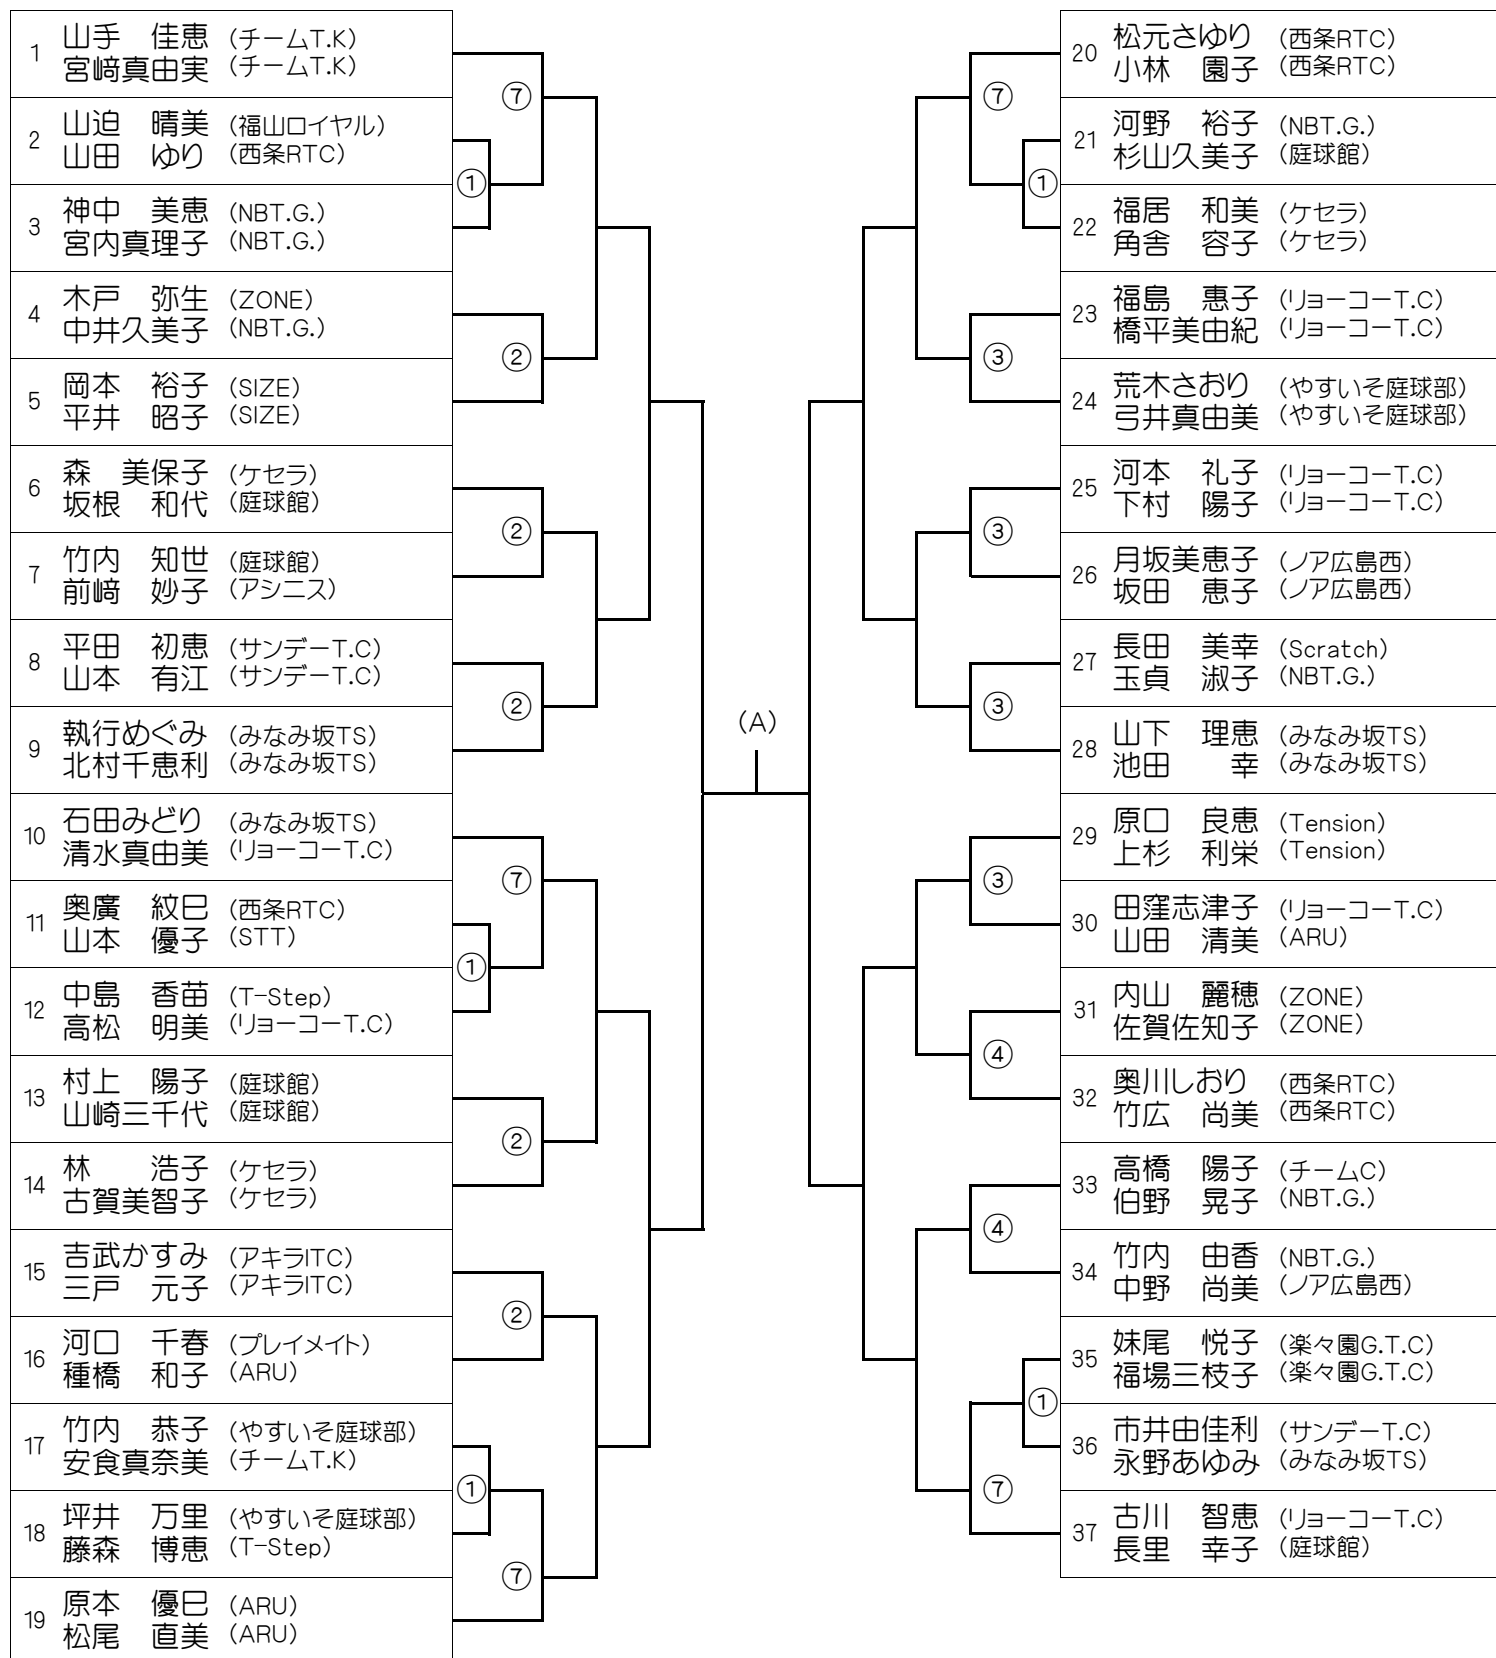 1 山手　佳恵 (チームT.K)
宮﨑真由実 (チームT.K)
2 山迫　晴美 (福山ロイヤル)
山田　ゆり (西条RTC)
3 神中　美恵 (NBT.G.)
宮内真理子 (NBT.G.)
4 木戸　弥生 (ZONE)
中井久美子 (NBT.G.)
5 岡本　裕子 (SIZE)
平井　昭子 (SIZE)
6 森　美保子 (ケセラ)
坂根　和代 (庭球館)
7 竹内　知世 (庭球館)
前﨑　妙子 (アシニス)
8 平田　初恵 (サンデーT.C)
山本　有江 (サンデーT.C)
9 執行めぐみ (みなみ坂TS)
北村千恵利 (みなみ坂TS)
10 石田みどり (みなみ坂TS)
清水真由美 (リョーコーT.C)
11 奥廣　紋巳 (西条RTC)
山本　優子 (STT)
12 中島　香苗 (T-Step)
高松　明美 (リョーコーT.C)
13 村上　陽子 (庭球館)
山崎三千代 (庭球館)
14 林　　浩子 (ケセラ)
古賀美智子 (ケセラ)
15 吉武かすみ (アキラITC)
三戸　元子 (アキラITC)
16 河口　千春 (プレイメイト)
種橋　和子 (ARU)
17 竹内　恭子 (やすいそ庭球部)
安食真奈美 (チームT.K)
18 坪井　万里 (やすいそ庭球部)
藤森　博恵 (T-Step)
19 原本　優巳 (ARU)
松尾　直美 (ARU)
⑦
①
②
②
②
⑦
①
②
②
①
⑦
(A)
⑦
①
③
③
③
③
④
④
①
⑦
20 松元さゆり (西条RTC)
小林　園子 (西条RTC)
21 河野　裕子 (NBT.G.)
杉山久美子 (庭球館)
22 福居　和美 (ケセラ)
角舎　容子 (ケセラ)
23 福島　惠子 (リョーコーT.C)
橋平美由紀 (リョーコーT.C)
24 荒木さおり (やすいそ庭球部)
弓井真由美 (やすいそ庭球部)
25 河本　礼子 (リョーコーT.C)
下村　陽子 (リョーコーT.C)
26 月坂美恵子 (ノア広島西)
坂田　恵子 (ノア広島西)
27 長田　美幸 (Scratch)
玉貞　淑子 (NBT.G.)
28 山下　理恵 (みなみ坂TS)
池田　　幸 (みなみ坂TS)
29 原口　良恵 (Tension)
上杉　利栄 (Tension)
30 田窪志津子 (リョーコーT.C)
山田　清美 (ARU)
31 内山　麗穂 (ZONE)
佐賀佐知子 (ZONE)
32 奥川しおり (西条RTC)
竹広　尚美 (西条RTC)
33 高橋　陽子 (チームC)
伯野　晃子 (NBT.G.)
34 竹内　由香 (NBT.G.)
中野　尚美 (ノア広島西)
35 妹尾　悦子 (楽々園G.T.C)
福場三枝子 (楽々園G.T.C)
36 市井由佳利 (サンデーT.C)
永野あゆみ (みなみ坂TS)
37 古川　智恵 (リョーコーT.C)
長里　幸子 (庭球館)